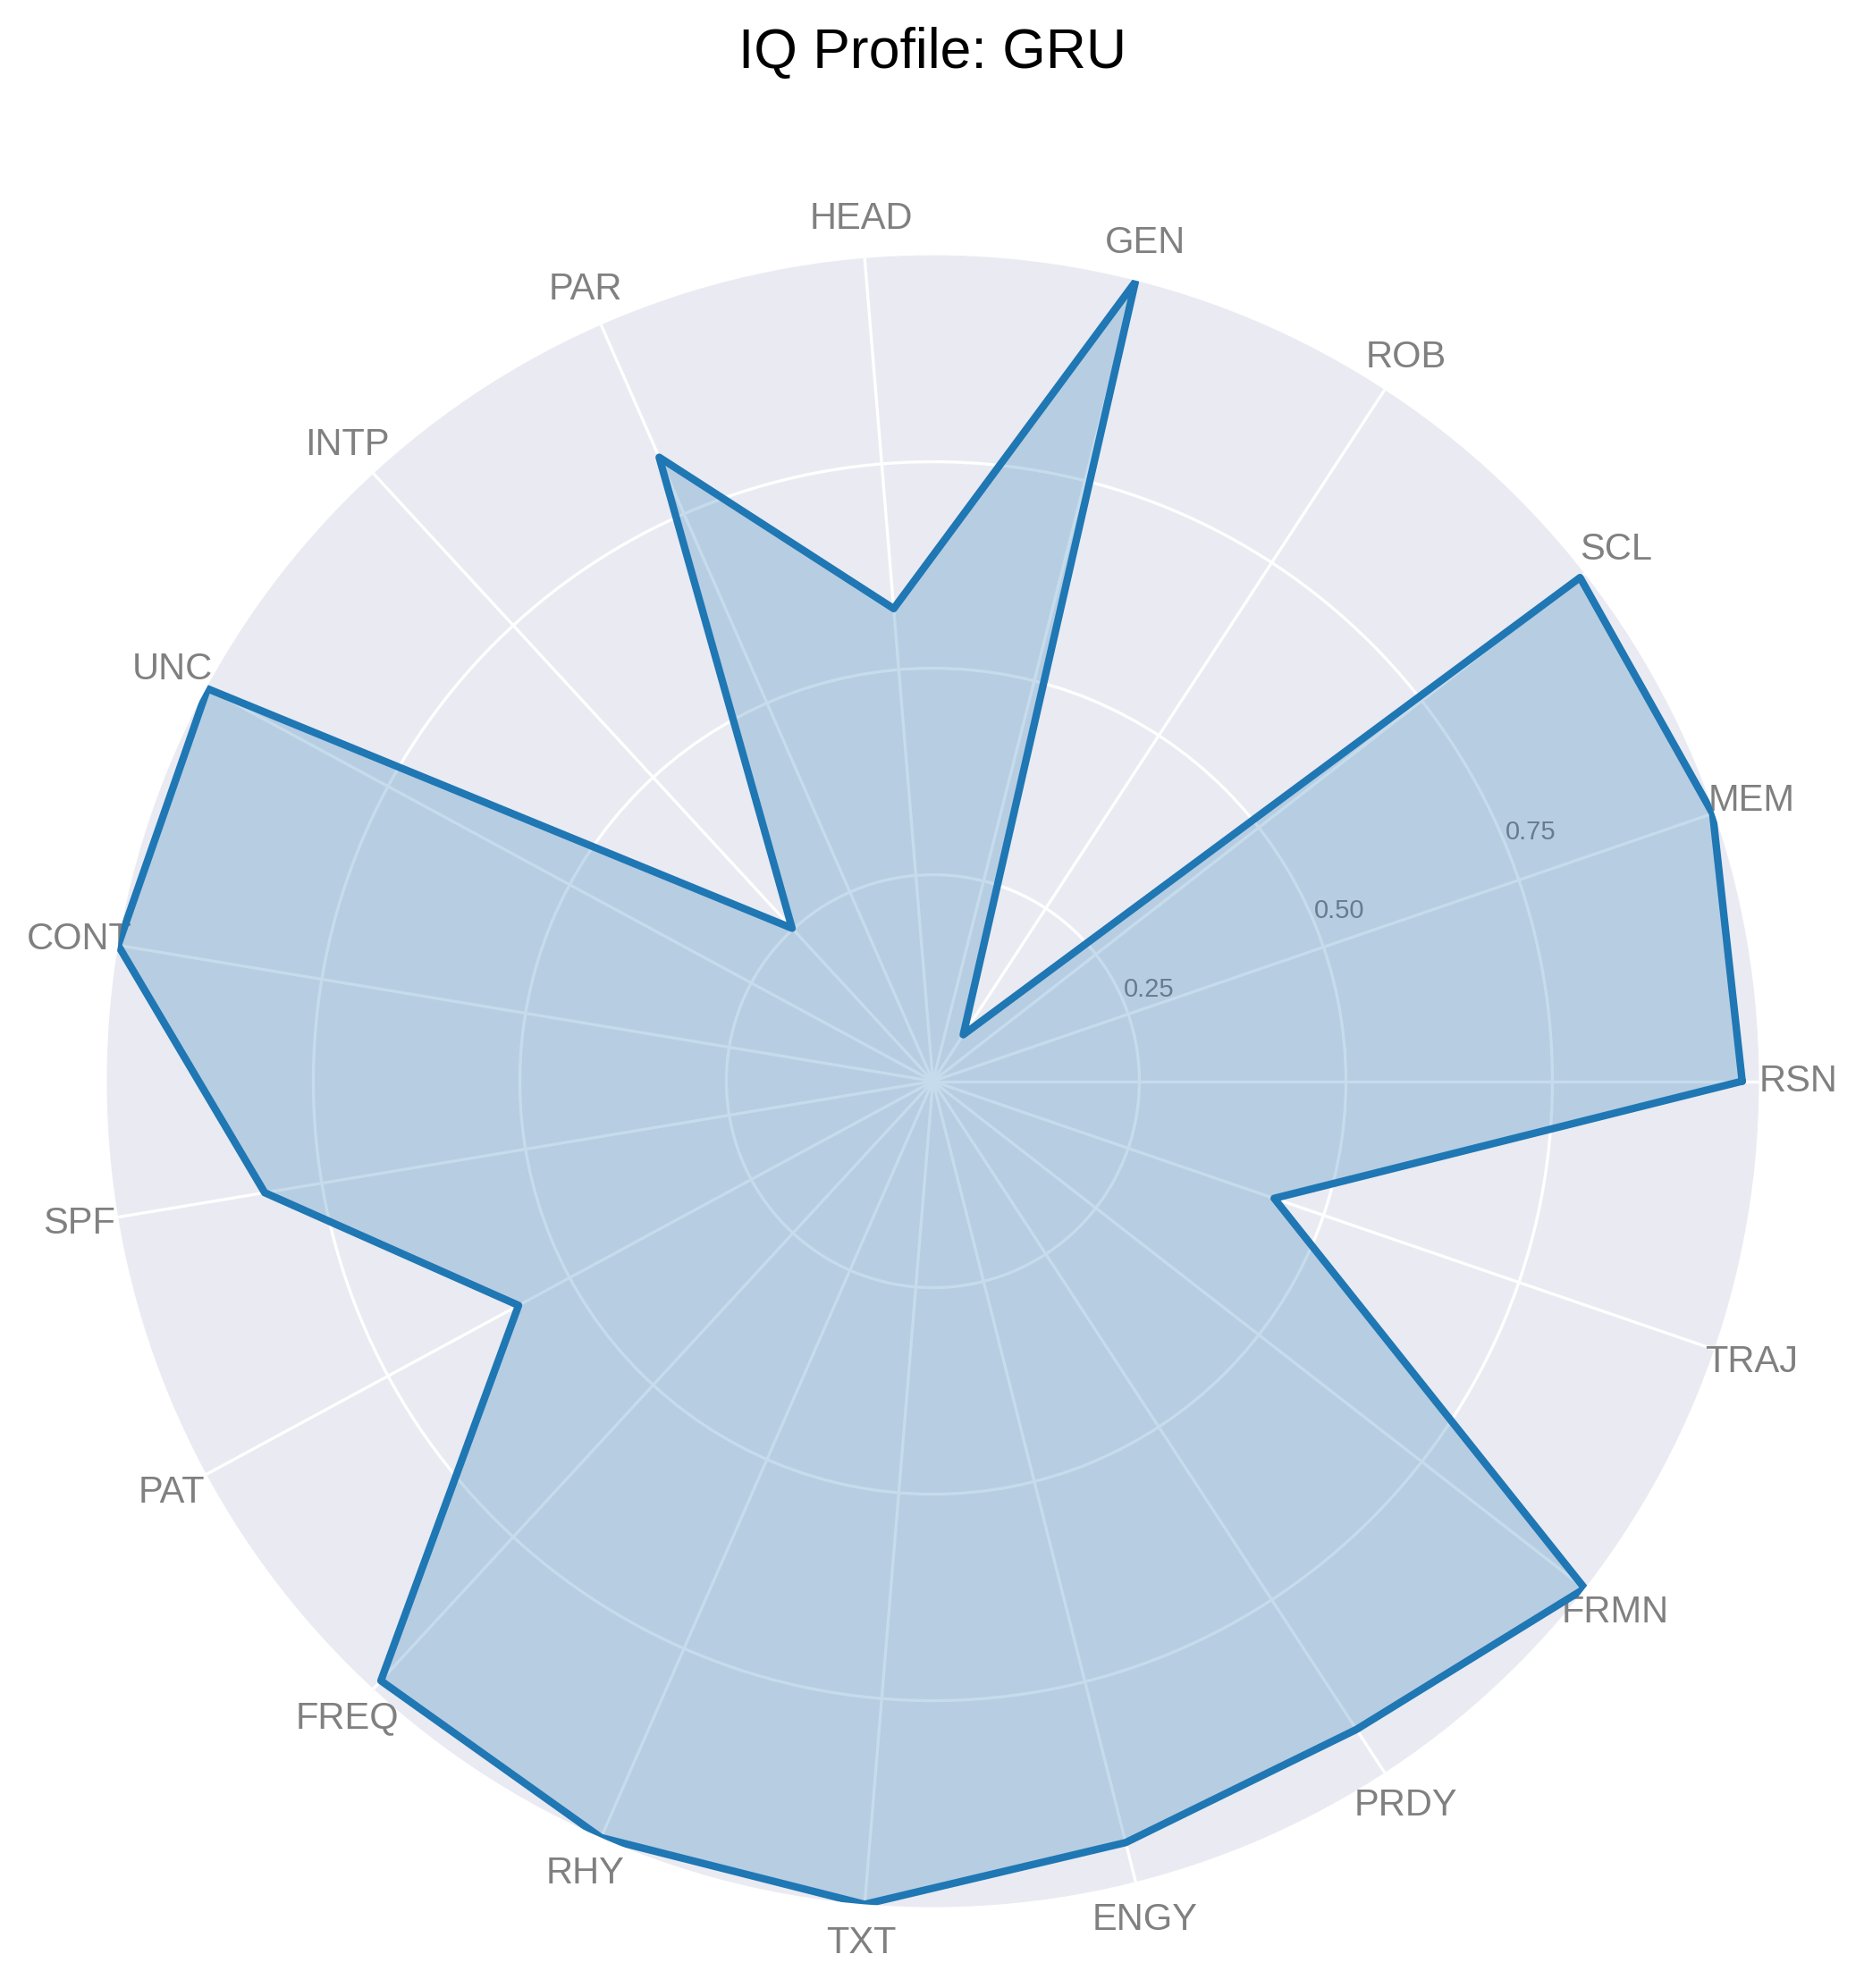 IQ Profile: GRU
HEAD
GEN
PAR
ROB
INTP
SCL
UNC
MEM
0.75
0.50
CONT
0.25
RSN
SPF
TRAJ
PAT
FRMN
FREQ
PRDY
RHY
ENGY
TXT